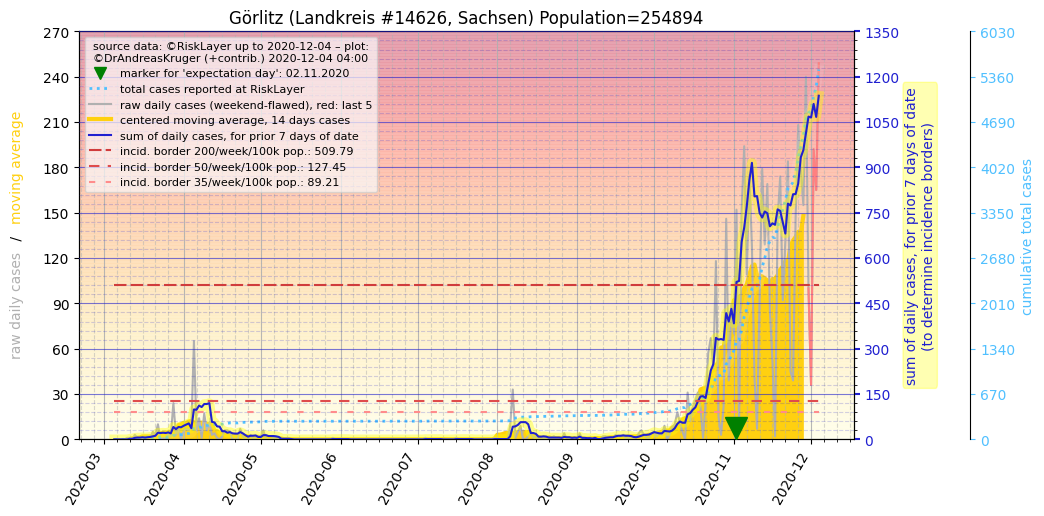 Görlitz (Landkreis #14626, Sachsen) Population=254894
source data: ©RiskLayer up to 2020-12-04 – plot:
©DrAndreasKruger (+contrib.) 2020-12-04 04:00
marker for 'expectation day': 02.11.2020
total cases reported at RiskLayer
raw daily cases (weekend-flawed), red: last 5
centered moving average, 14 days cases
sum of daily cases, for prior 7 days of date
incid. border 200/week/100k pop.: 509.79
incid. border 50/week/100k pop.: 127.45
incid. border 35/week/100k pop.: 89.21
raw daily cases / moving average
270
240
210
180
150
120
90
60
30
0
2020-03
2020-04
2020-05
2020-06
2020-07
2020-08
2020-09
2020-10
2020-11
2020-12
1350
1200
1050
900
750
600
450
300
150
0
sum of daily cases, for prior 7 days of date
(to determine incidence borders)
6030
5360
4690
4020
3350
2680
2010
1340
670
0
cumulative total cases